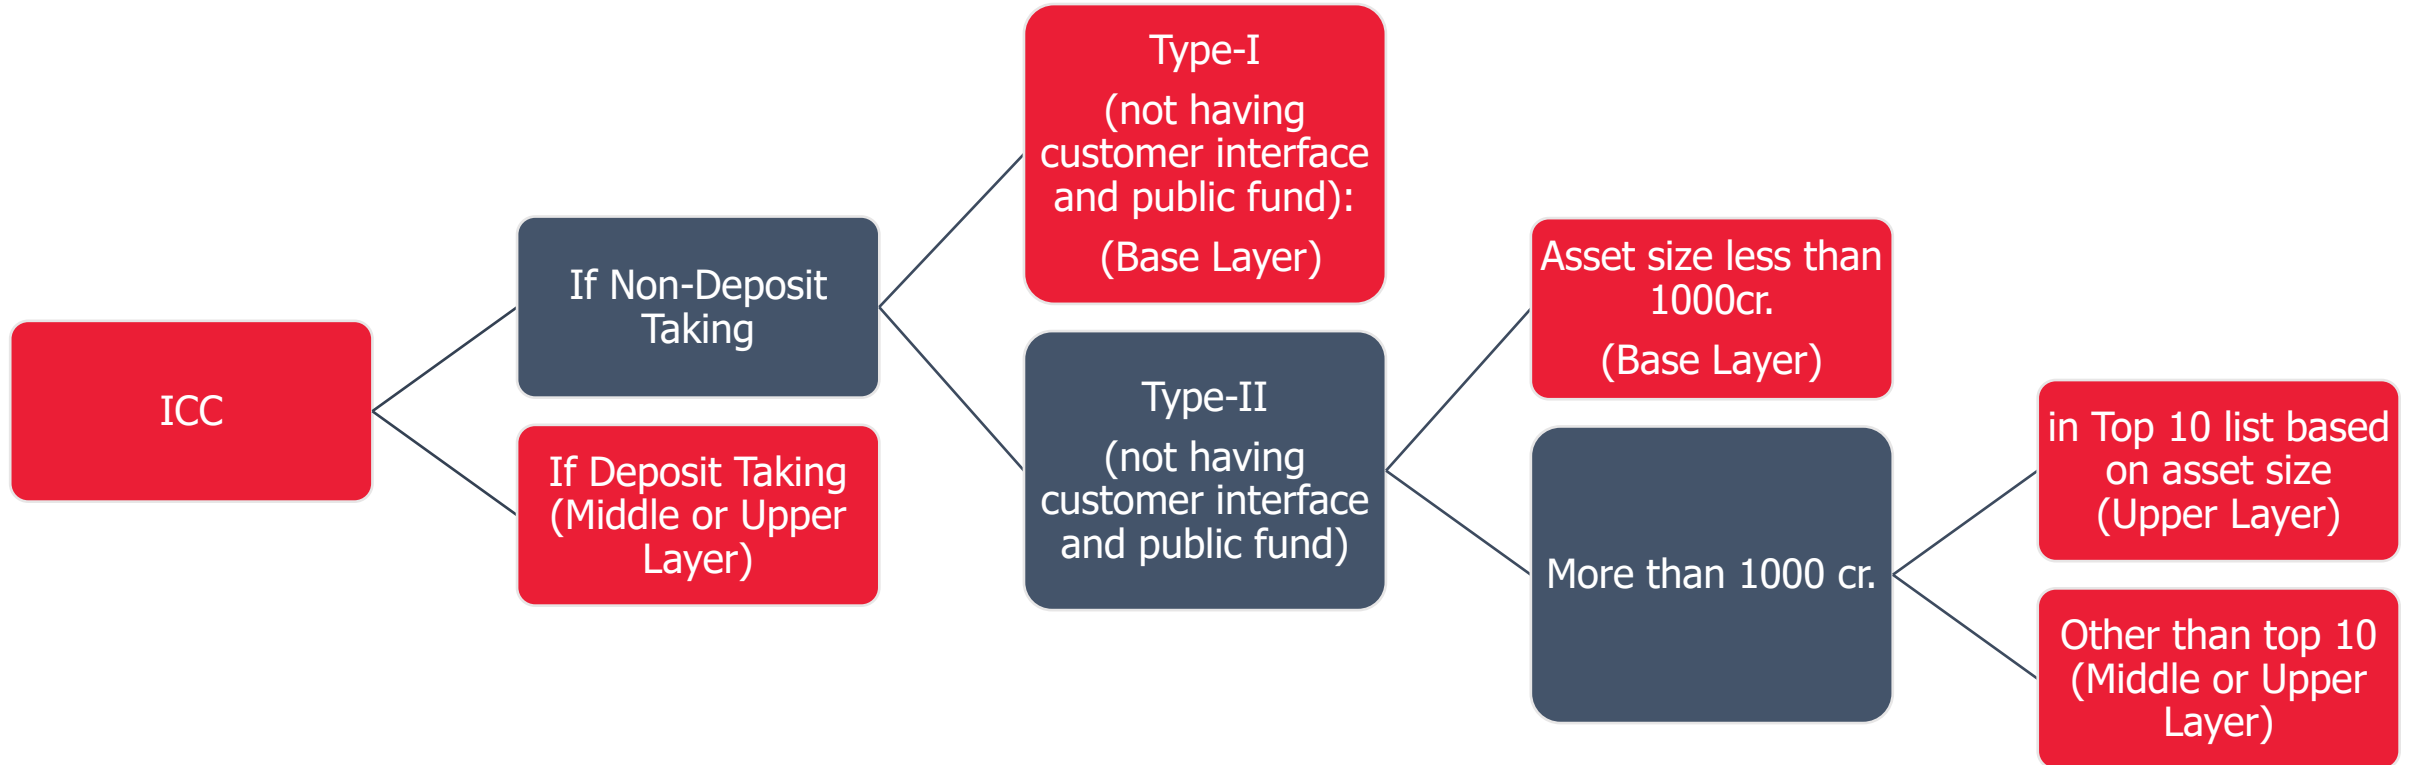 ICC
If Non-Deposit
Taking
If Deposit Taking
(Middle or Upper
Layer)
Type-I
(not having
customer interface
and public fund):
(Base Layer)
Type-II
(not having
customer interface
and public fund)
Asset size less than
1000cr.
(Base Layer)
More than 1000 cr.
in Top 10 list based
on asset size
(Upper Layer)
Other than top 10
(Middle or Upper
Layer)